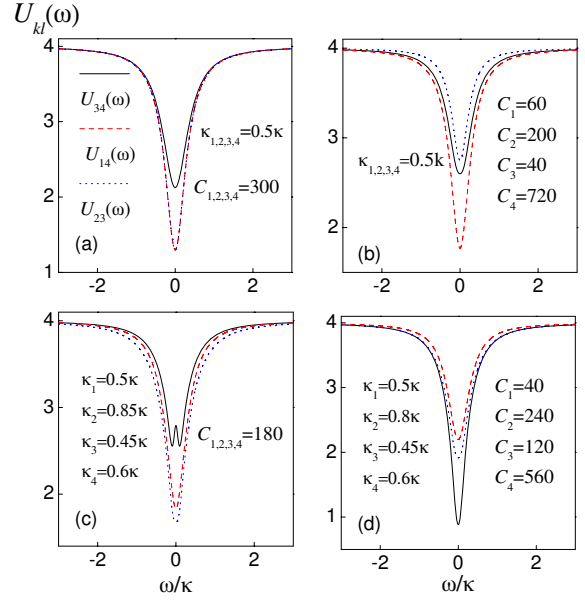 U_kl(ω)
4
3
2
1
U_34(ω)
U_14(ω)
U_23(ω)
κ_1,2,3,4=0.5κ
C_1,2,3,4=300
(a)
-2 0 2
4
3
2
κ_1,2,3,4=0.5k
C_1=60
C_2=200
C_3=40
C_4=720
(b)
-2 0 2
4
3
2
κ_1=0.5κ
κ_2=0.85κ
κ_3=0.45κ
κ_4=0.6κ
C_1,2,3,4=180
(c)
-2 0 2
ω/κ
4
3
2
1
κ_1=0.5κ
κ_2=0.8κ
κ_3=0.45κ
κ_4=0.6κ
C_1=40
C_2=240
C_3=120
C_4=560
(d)
-2 0 2
ω/κ